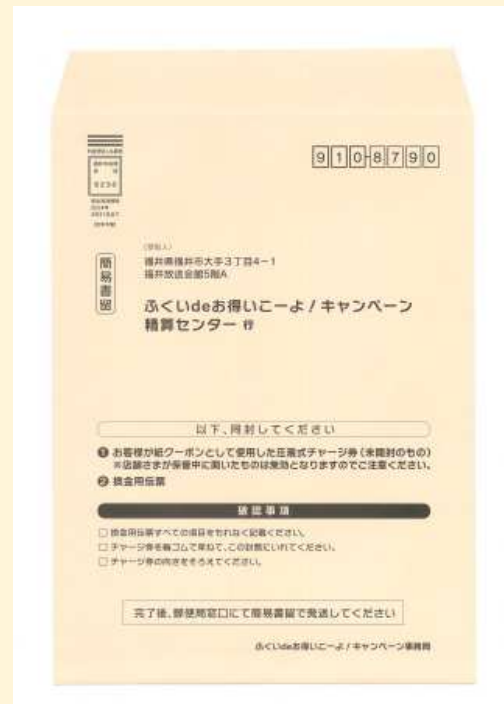 910-8790
簡易書留
(受取人)
福井県福井市大手3丁目4-1
福井放送会館5階A
ふくいdeお得いこーよ!キャンペーン
精算センター 行
以下、同封してください
❶ お客様が紙クーポンとして使用した圧着式チャージ券(未開封のもの)
※店舗さまが保管中に開いたものは無効となりますのでご注意ください。
❷ 換金用伝票
確認事項
□ 換金用伝票すべての項目をもれなく記載ください。
□ チャージ券を輪ゴムで束ねて、この封筒にいれてください。
□ チャージ券の向きをそろえてください。
完了後、郵便局窓口にて簡易書留で発送してください
ふくいdeお得いこーよ!キャンペーン事務局